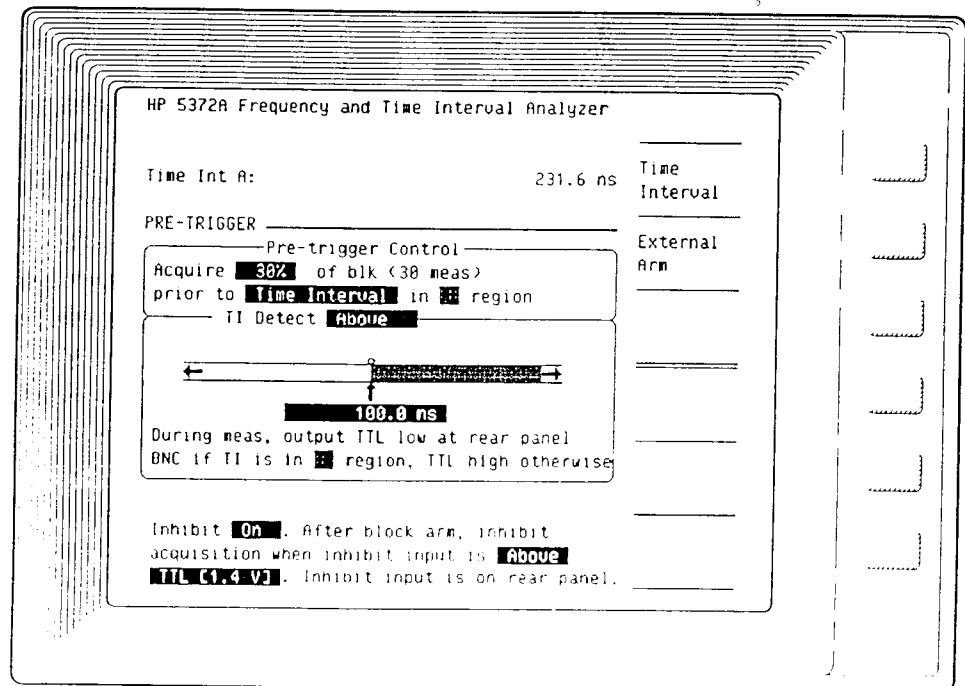 HP 5372A Frequency and Time Interval Analyzer
Time Int A: 231.6 ns
Time
Interval
PRE-TRIGGER
External
Arm
Pre-trigger Control
Acquire 30% of blk (30 meas)
prior to Time Interval in region
TI Detect Above
100.0 ns
During meas, output TTL low at rear panel
BNC if TI is in region, TTL high otherwise
Inhibit On . After block arm, inhibit
acquisition when inhibit input is Above
TTL [1.4 V] . Inhibit input is on rear panel.